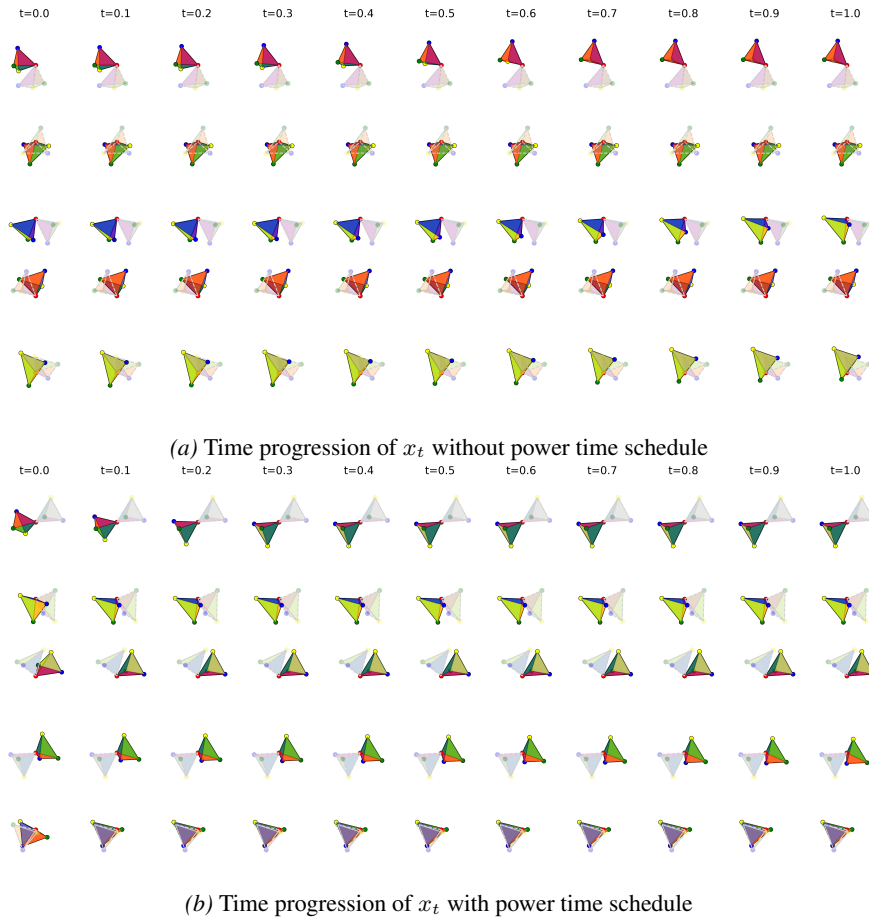 t=0.0 t=0.1 t=0.2 t=0.3 t=0.4 t=0.5 t=0.6 t=0.7 t=0.8 t=0.9 t=1.0
(a) Time progression of x_t without power time schedule
t=0.0 t=0.1 t=0.2 t=0.3 t=0.4 t=0.5 t=0.6 t=0.7 t=0.8 t=0.9 t=1.0
(b) Time progression of x_t with power time schedule